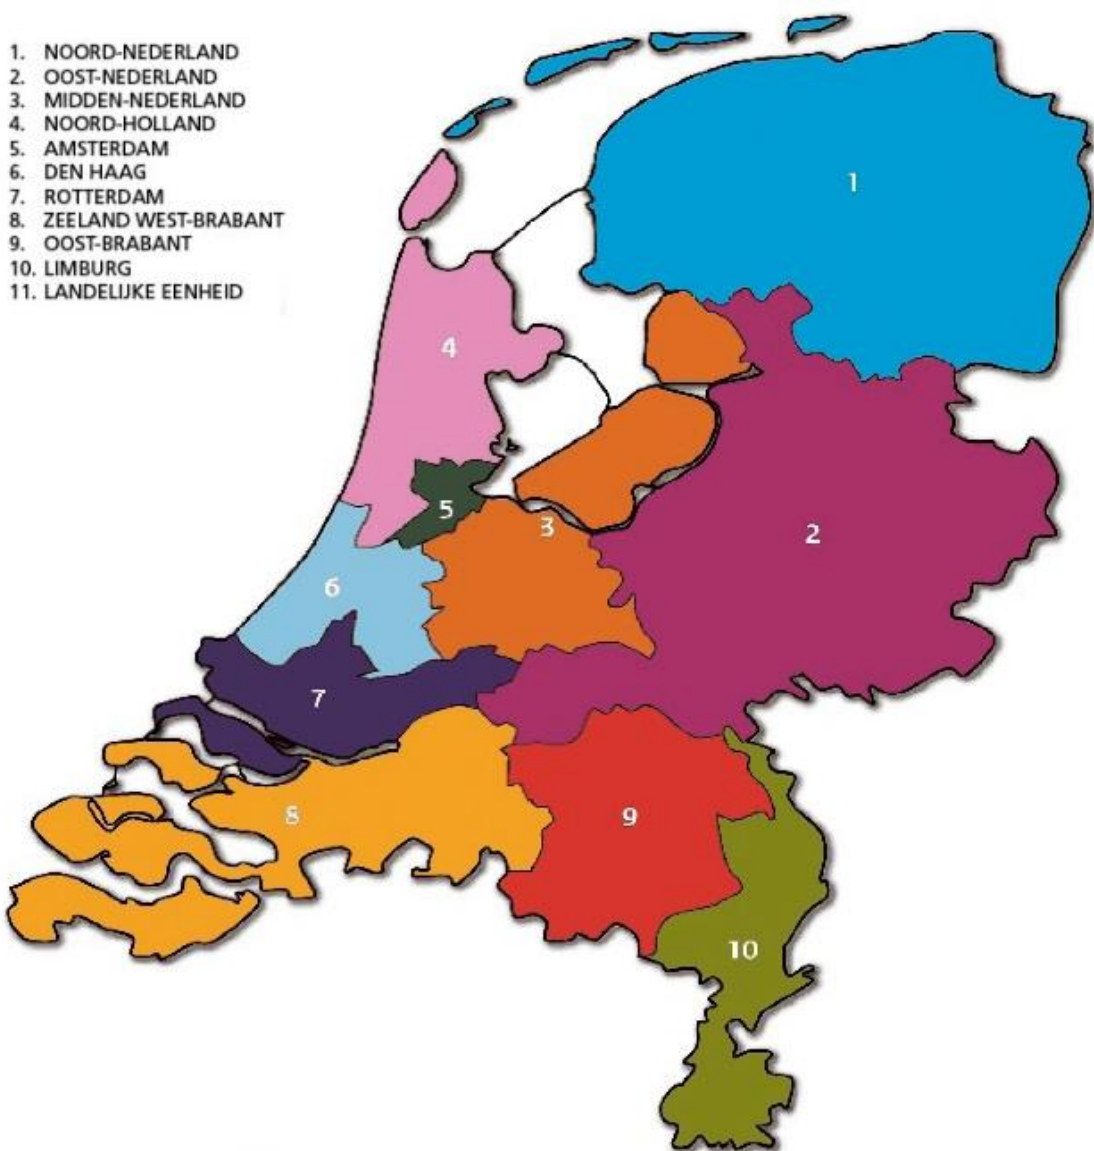 1. NOORD-NEDERLAND
2. OOST-NEDERLAND
3. MIDDEN-NEDERLAND
4. NOORD-HOLLAND
5. AMSTERDAM
6. DEN HAAG
7. ROTTERDAM
8. ZEELAND WEST-BRABANT
9. OOST-BRABANT
10. LIMBURG
11. LANDELIJKE EENHEID
1
4
5
3
2
6
7
8
9
10